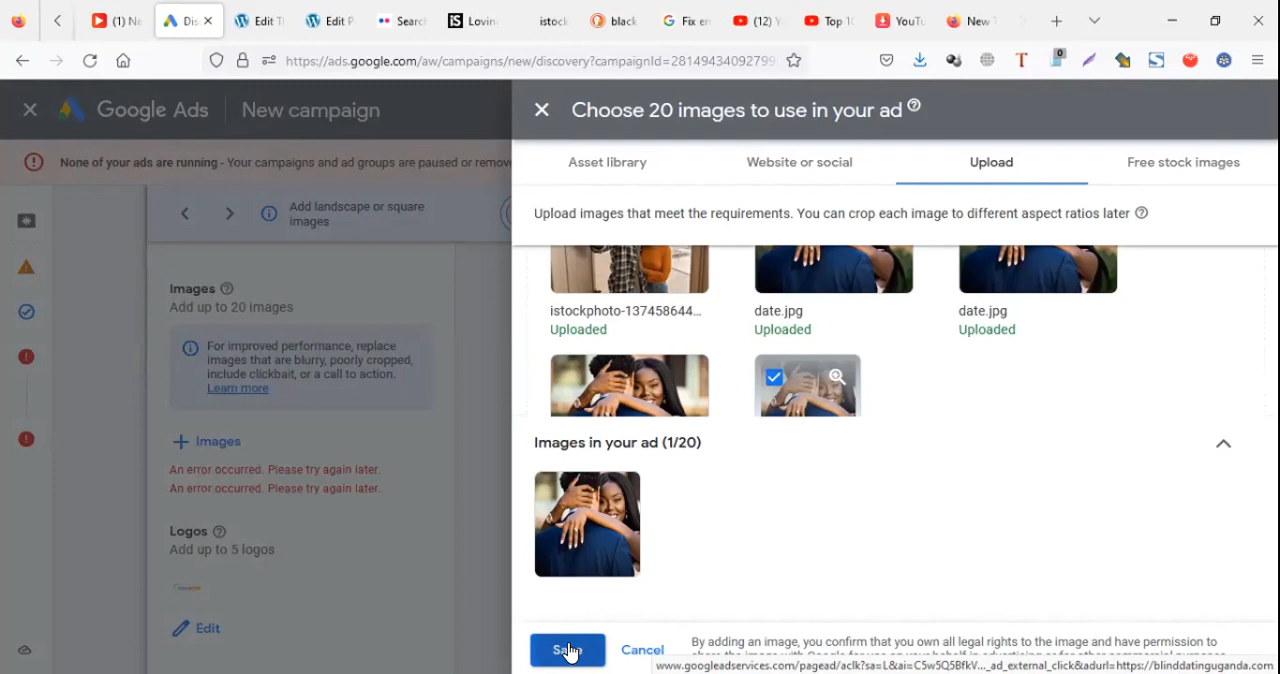 (1) Ne
Dis
Edit Ti
Edit P
Searc
Lovin
istock
black
Fix er
(12) Y
Top 10
YouTu
New T
https://ads.google.com/aw/campaigns/new/discovery?campaignId=28149434092799
T
0
S
Google Ads
New campaign
Choose 20 images to use in your ad
None of your ads are running - Your campaigns and ad groups are paused or remove
Asset library
Website or social
Upload
Free stock images
Add landscape or square
images
Upload images that meet the requirements. You can crop each image to different aspect ratios later
Images
Add up to 20 images
For improved performance, replace
images that are blurry, poorly cropped,
include clickbait, or a call to action.
Learn more
istockphoto-137458644...
Uploaded
date.jpg
Uploaded
date.jpg
Uploaded
Images
An error occurred. Please try again later.
An error occurred. Please try again later.
Images in your ad (1/20)
Logos
Add up to 5 logos
Edit
Save
Cancel
By adding an image, you confirm that you own all legal rights to the image and have permission to
www.googleadservices.com/pagead/aclk?sa=L&ai=C5w5Q5BfkV..._ad_external_click&adurl=https://blinddatinguganda.com